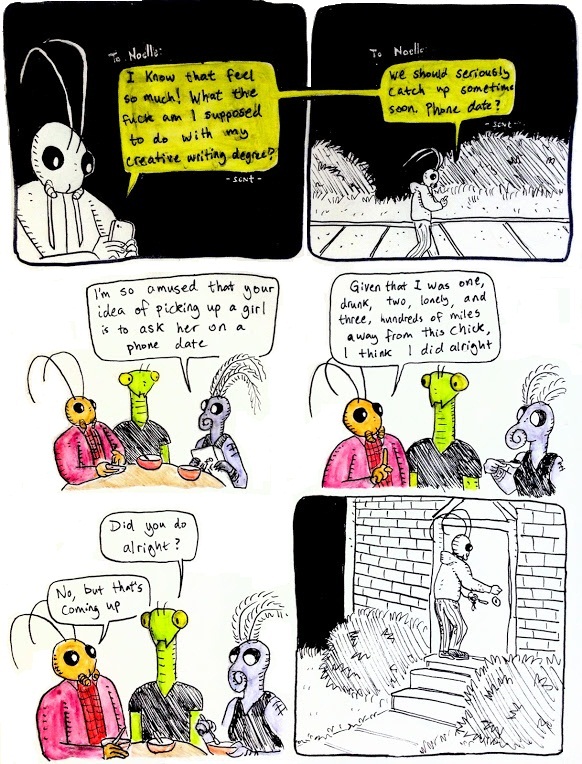 To: Noelle:
I know that feel
so much! What the
fuck am I supposed
to do with my
creative writing degree?
- sent -
To: Noelle:
We should seriously
catch up sometime
soon. Phone date?
- sent -
I'm so amused that your
idea of picking up a girl
is to ask her on a
phone date
Given that I was one,
drunk, two, lonely, and
three, hundreds of miles
away from this chick,
I think I did alright
Did you do
alright?
No, but that's
coming up